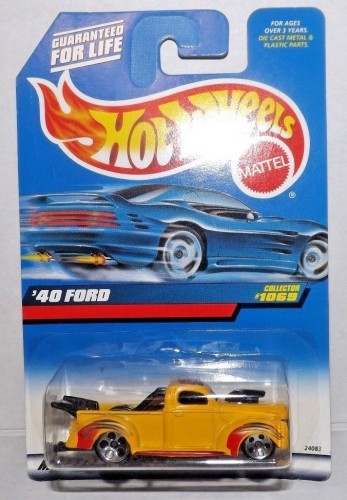 GUARANTEED
FOR LIFE
FOR AGES
OVER 3 YEARS.
DIE CAST METAL &
PLASTIC PARTS.
Hot Wheels
MATTEL
®
'40 FORD
COLLECTOR
#1069
24083